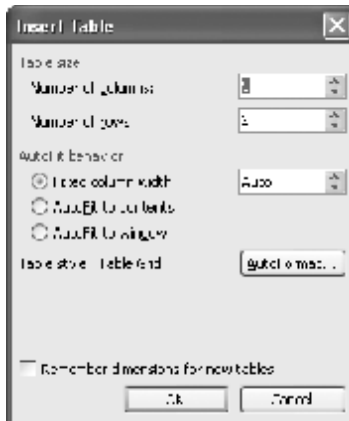 Insert Table
Table size
Number of columns:
Number of rows:
AutoFit behavior
Fixed column width Auto
AutoFit to contents
AutoFit to window
Table style: Table Grid AutoFormat...
Remember dimensions for new tables
OK Cancel